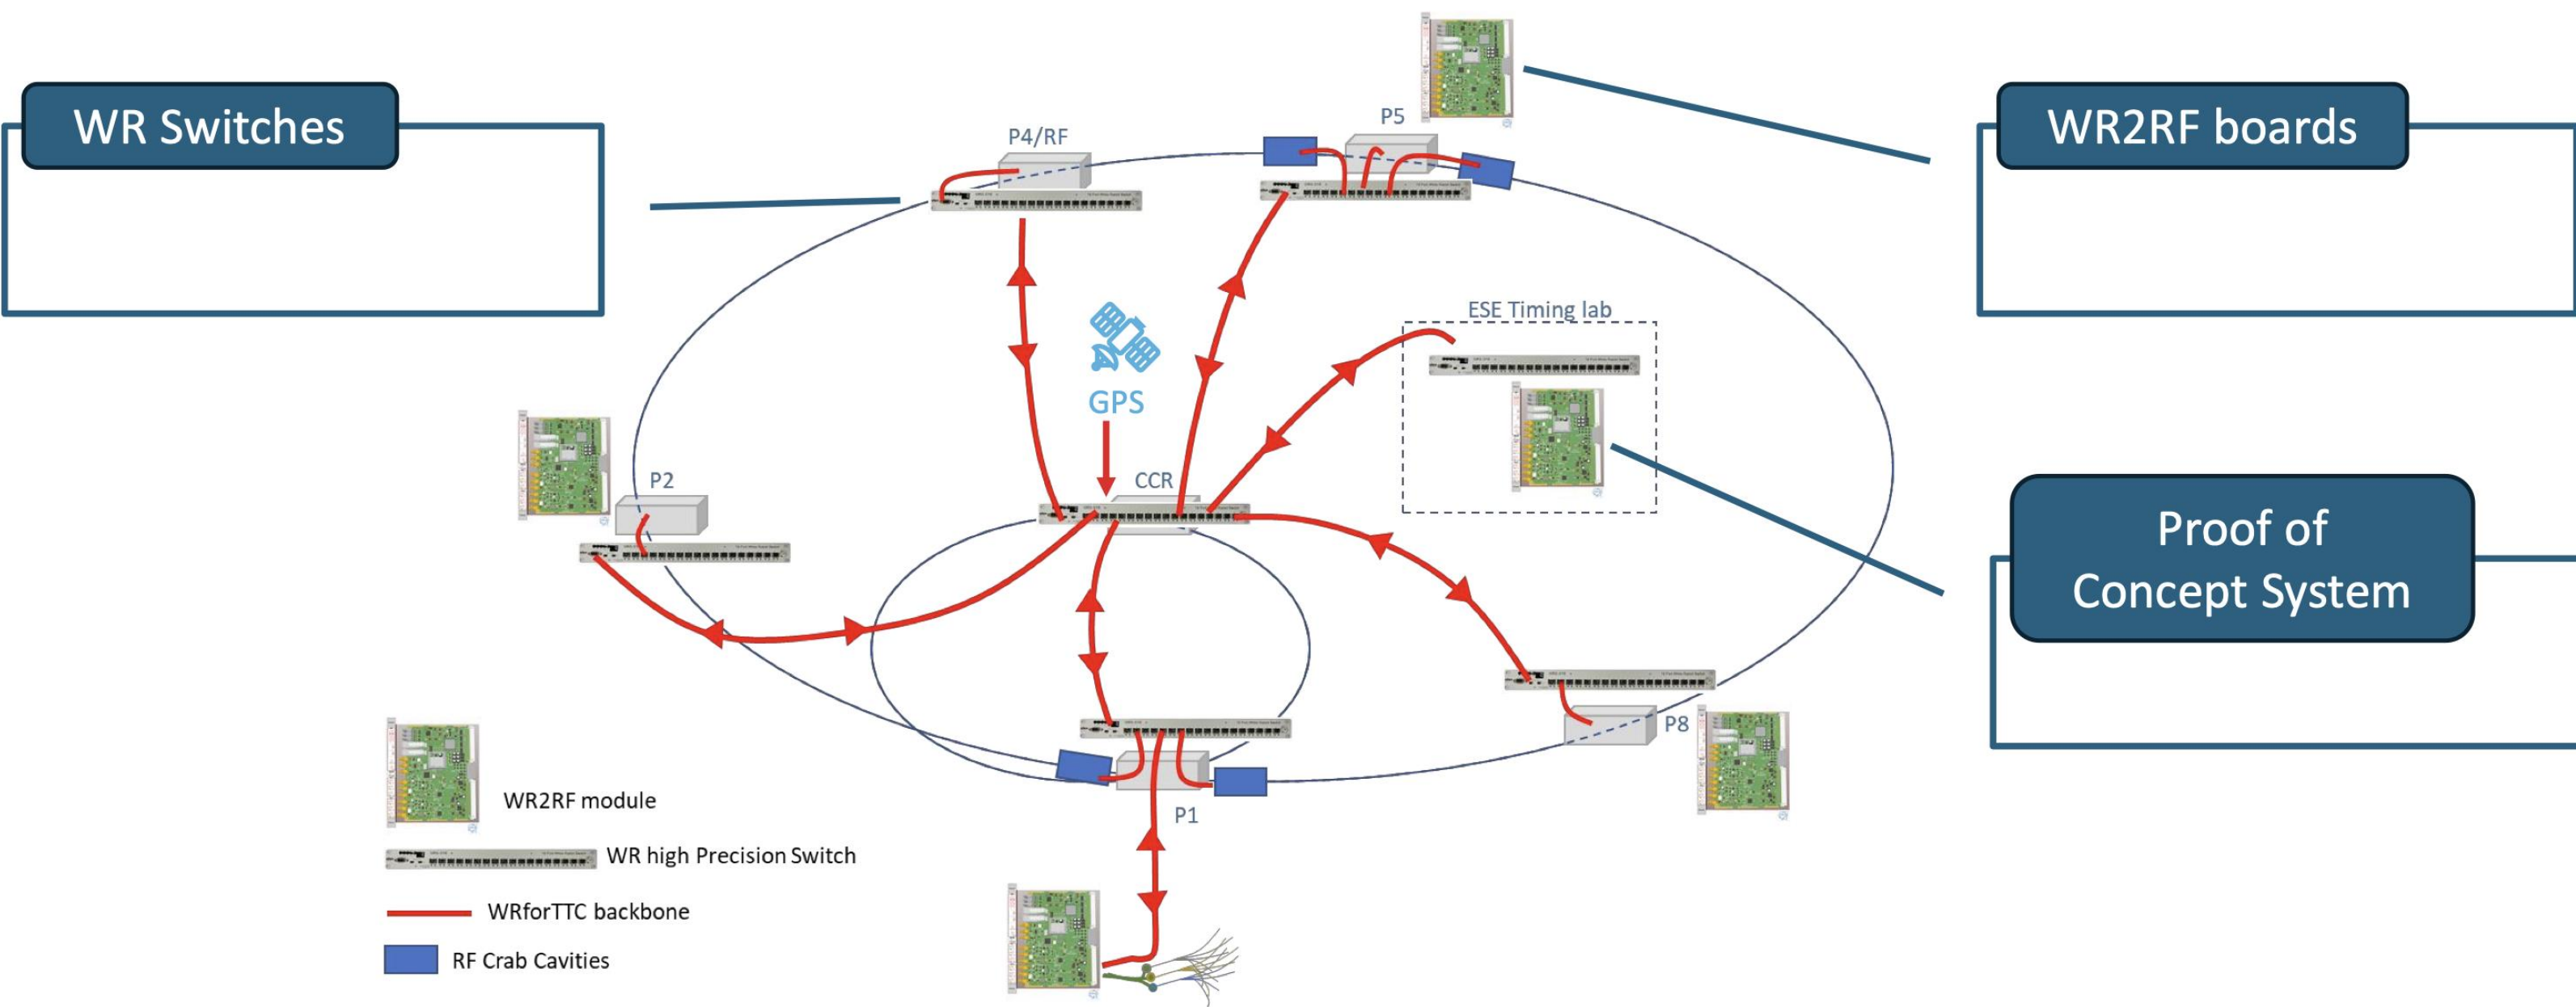 WR Switches
P5
P4/RF
WR2RF boards
ESE Timing lab
GPS
P2
CCR
Proof of
Concept System
P8
P1
WR2RF module
WR high Precision Switch
WRforTTC backbone
RF Crab Cavities